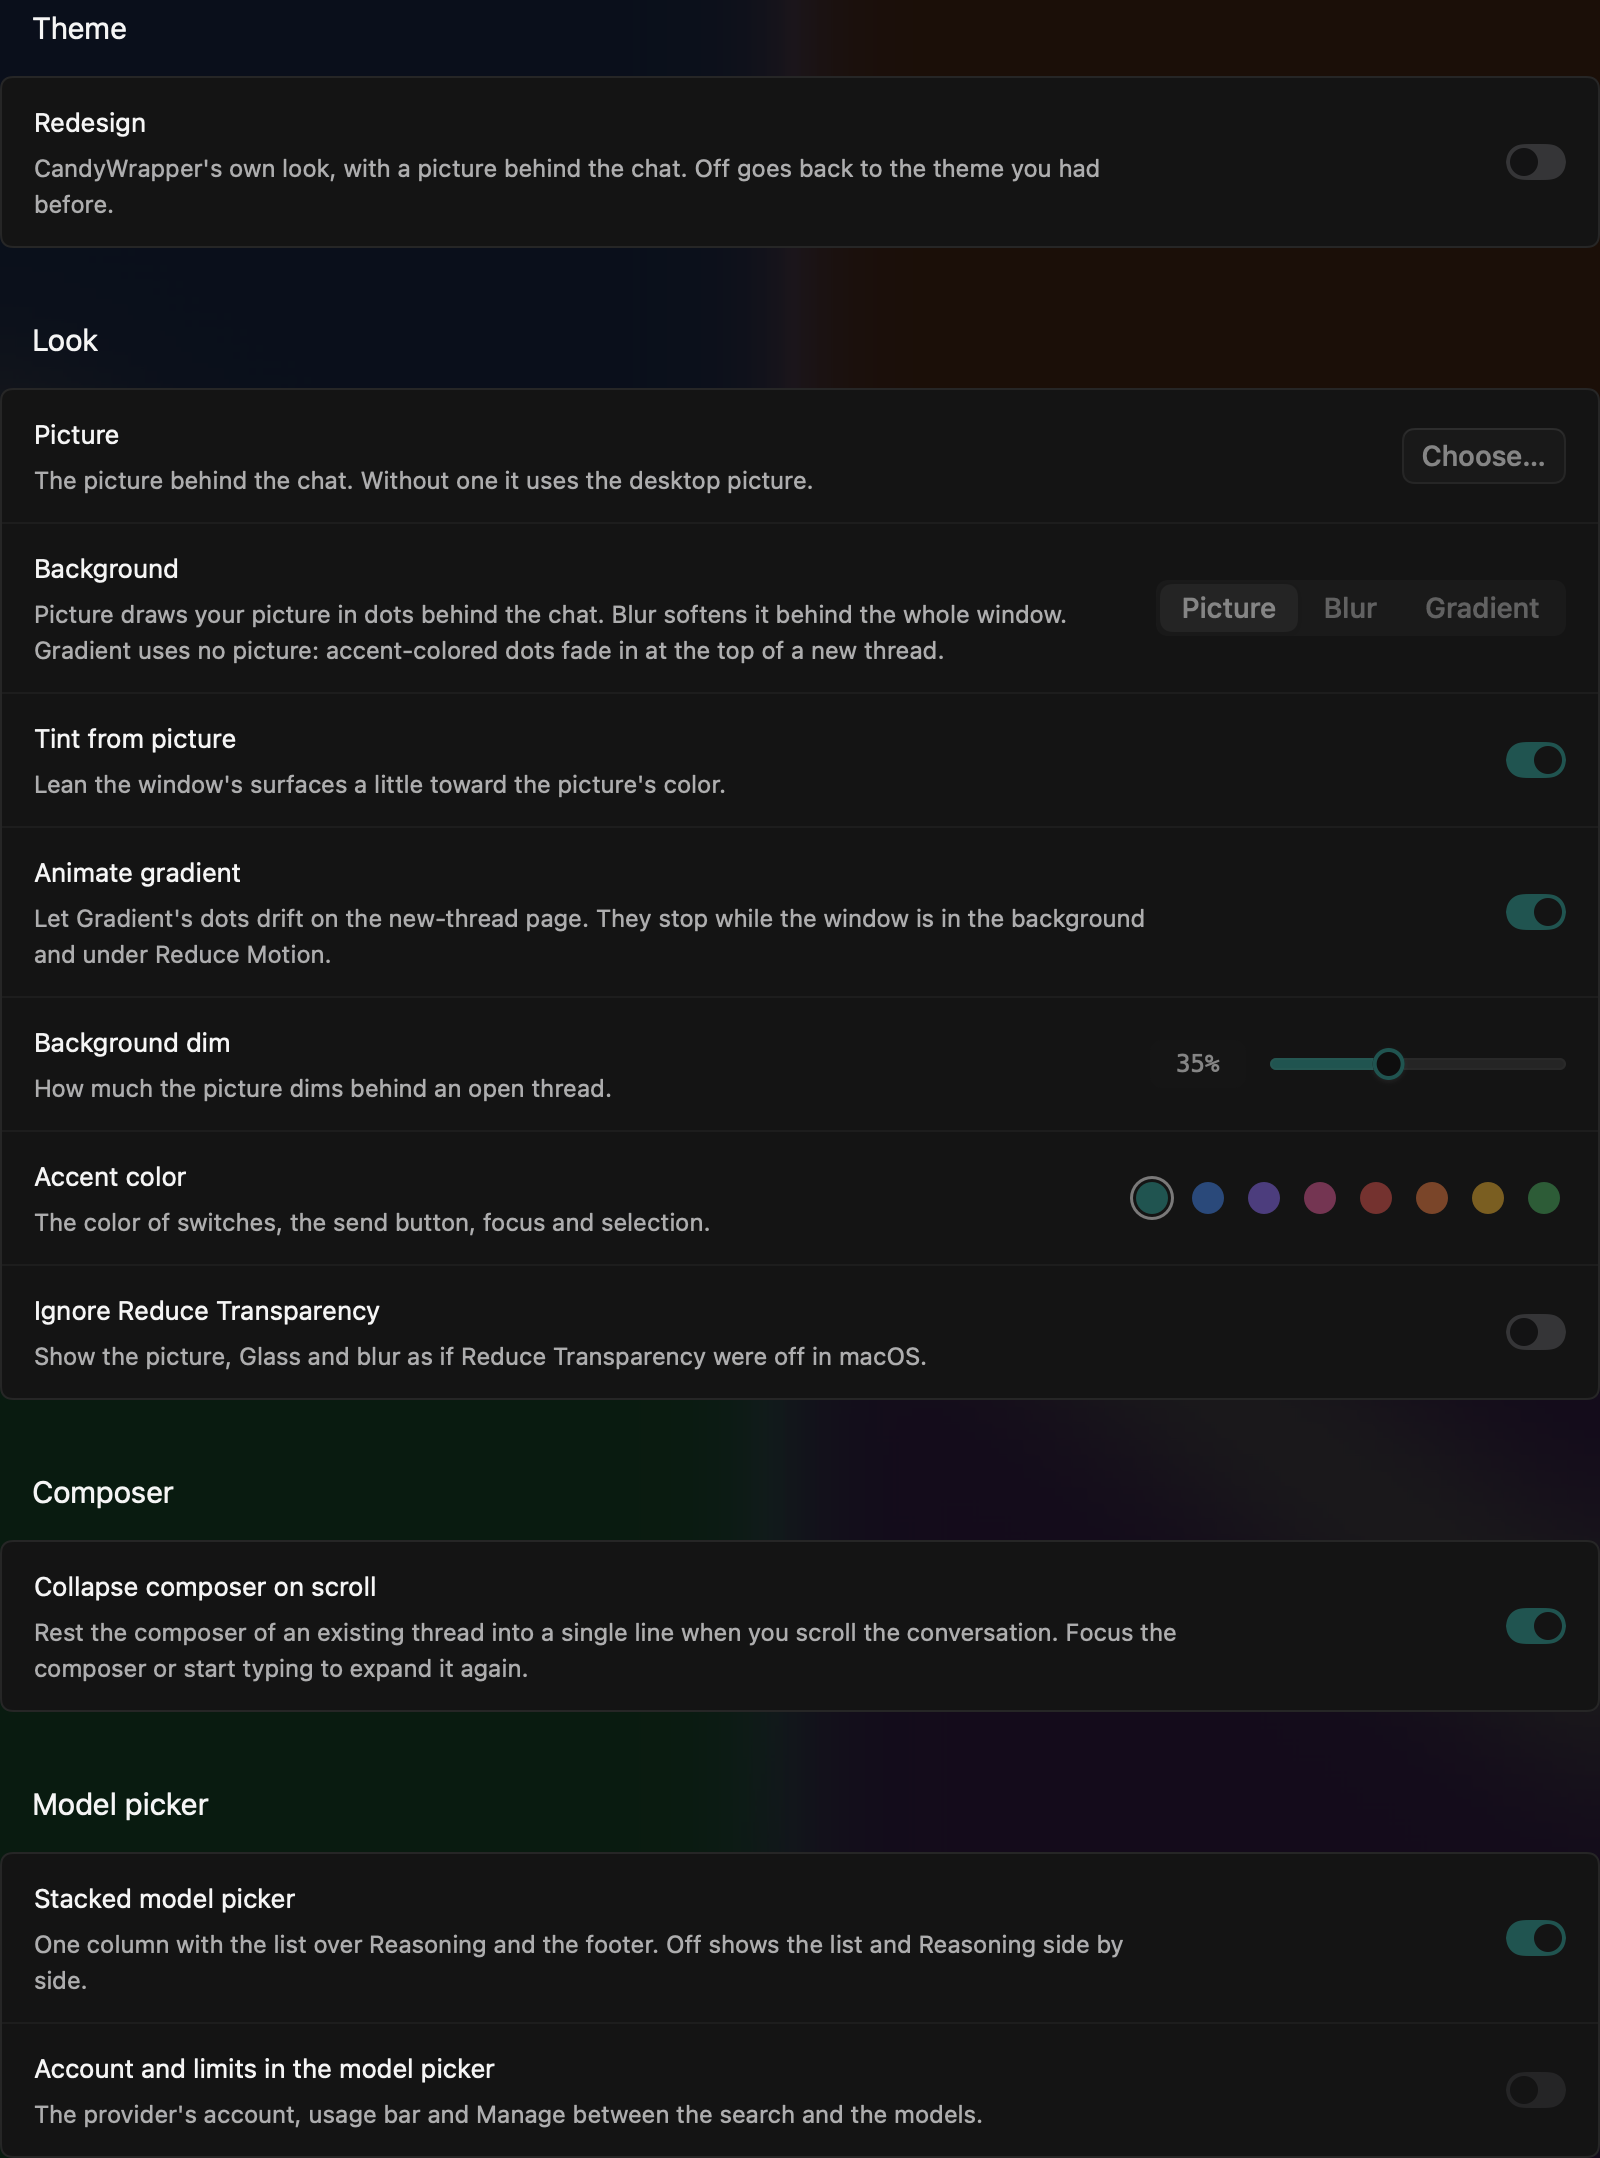 Theme
Redesign
CandyWrapper's own look, with a picture behind the chat. Off goes back to the theme you had
before.
Look
Picture
The picture behind the chat. Without one it uses the desktop picture.
Choose...
Background
Picture draws your picture in dots behind the chat. Blur softens it behind the whole window.
Gradient uses no picture: accent-colored dots fade in at the top of a new thread.
Picture Blur Gradient
Tint from picture
Lean the window's surfaces a little toward the picture's color.
Animate gradient
Let Gradient's dots drift on the new-thread page. They stop while the window is in the background
and under Reduce Motion.
Background dim
How much the picture dims behind an open thread.
35%
Accent color
The color of switches, the send button, focus and selection.
Ignore Reduce Transparency
Show the picture, Glass and blur as if Reduce Transparency were off in macOS.
Composer
Collapse composer on scroll
Rest the composer of an existing thread into a single line when you scroll the conversation. Focus the
composer or start typing to expand it again.
Model picker
Stacked model picker
One column with the list over Reasoning and the footer. Off shows the list and Reasoning side by
side.
Account and limits in the model picker
The provider's account, usage bar and Manage between the search and the models.